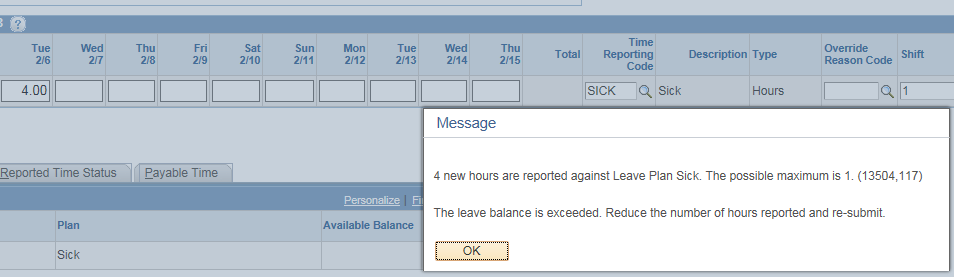 3 ?
Tue Wed Thu Fri Sat Sun Mon Tue Wed Thu Total Time Reporting Code Description Type Override Reason Code Shift
2/6 2/7 2/8 2/9 2/10 2/11 2/12 2/13 2/14 2/15
4.00 SICK Sick Hours 1
Message
4 new hours are reported against Leave Plan Sick. The possible maximum is 1. (13504,117)
The leave balance is exceeded. Reduce the number of hours reported and re-submit.
OK
Reported Time Status Payable Time
Personalize | Fi
Plan Available Balance
Sick